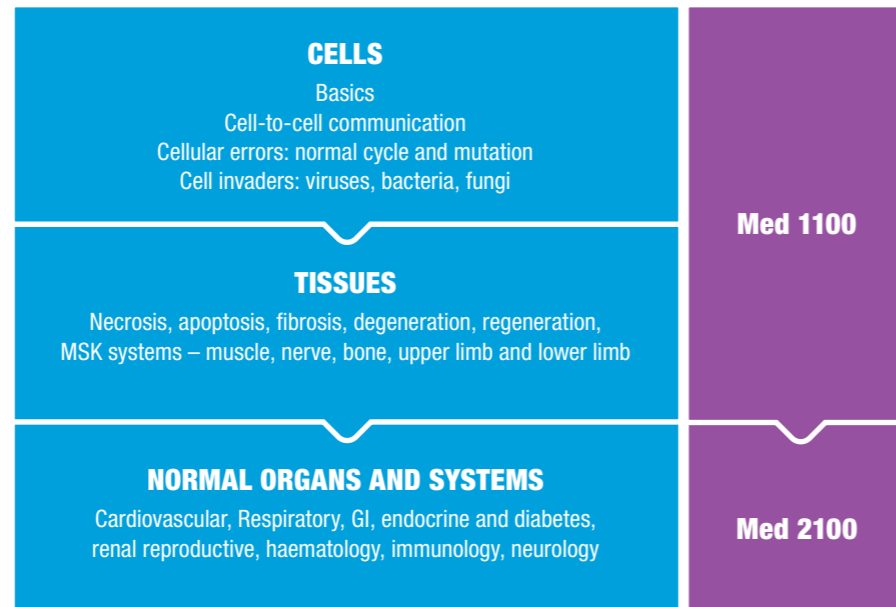 CELLS
Basics
Cell-to-cell communication
Cellular errors: normal cycle and mutation
Cell invaders: viruses, bacteria, fungi
Med 1100
TISSUES
Necrosis, apoptosis, fibrosis, degeneration, regeneration,
MSK systems – muscle, nerve, bone, upper limb and lower limb
NORMAL ORGANS AND SYSTEMS
Cardiovascular, Respiratory, GI, endocrine and diabetes,
renal reproductive, haematology, immunology, neurology
Med 2100